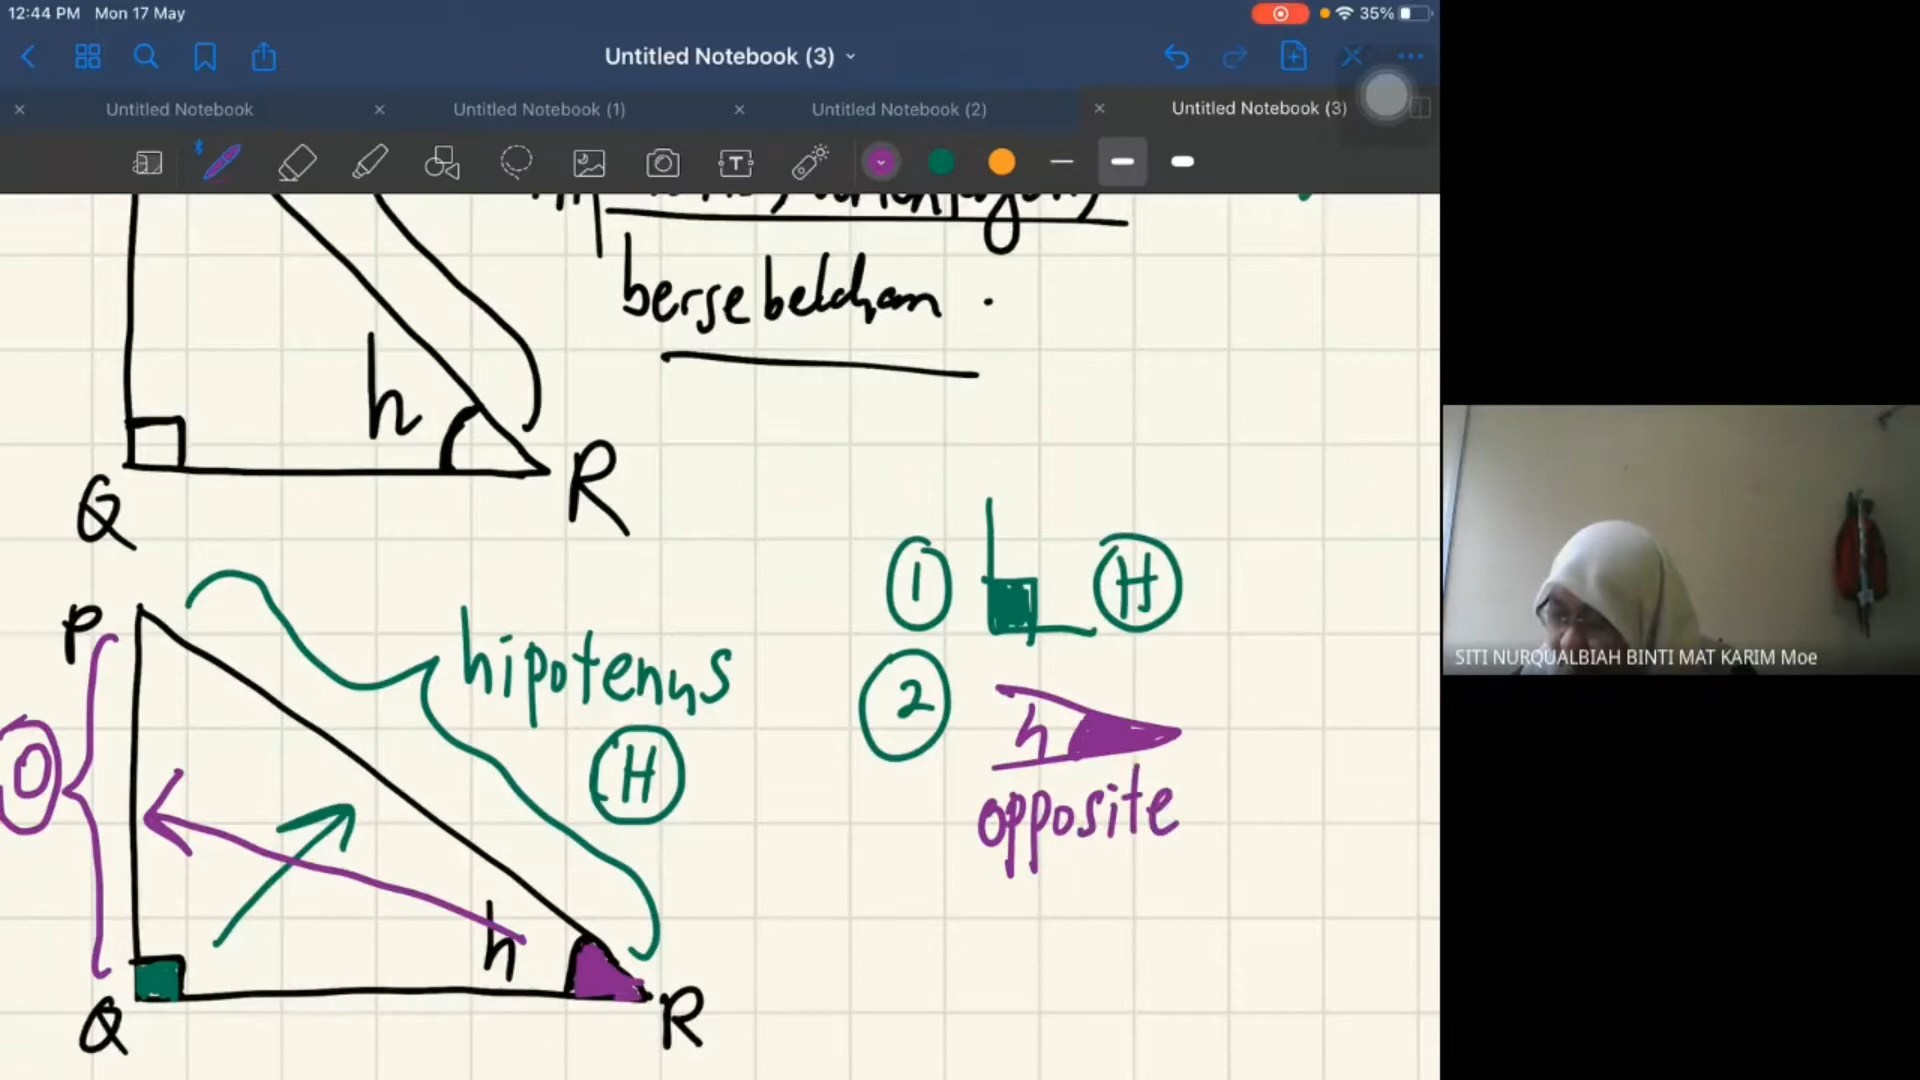 12:44 PM Mon 17 May
35%
Untitled Notebook (3)
Untitled Notebook
Untitled Notebook (1)
Untitled Notebook (2)
Untitled Notebook (3)
T
h
Q
R
P
hipotenus
H
O
h
Q
R
1
H
2
h
opposite
SITI NURQUALBIAH BINTI MAT KARIM Moe